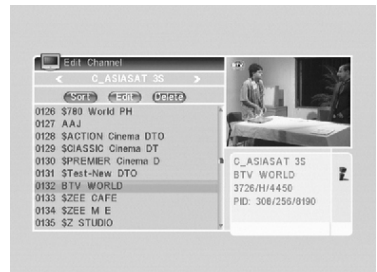 Edit Channel
< C_ASIASAT 3S >
Sort Edit Delete
0126 $780 World PH
0127 AAJ
0128 $ACTION Cinema DTO
0129 $ClASSIC Cinema DT
0130 $PREMIER Cinema D
0131 $Test-New DTO
0132 BTV WORLD
0133 $ZEE CAFE
0134 $ZEE M E
0135 $Z STUDIO
BTV
C_ASIASAT 3S
BTV WORLD
3726/H/4450
PID: 308/256/8190